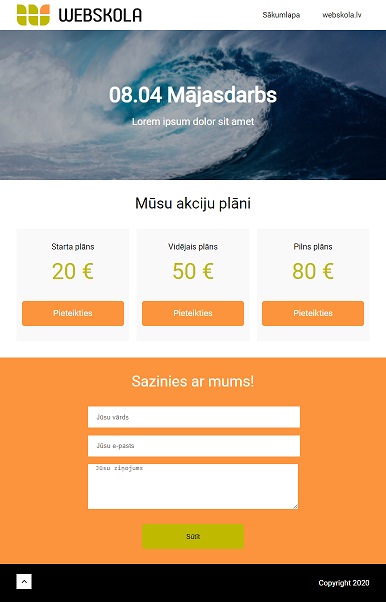 WEBSKOLA
Sākumlapa
webskola.lv
08.04 Mājasdarbs
Lorem ipsum dolor sit amet
Mūsu akciju plāni
Starta plāns
20 €
Pieteikties
Vidējais plāns
50 €
Pieteikties
Pilns plāns
80 €
Pieteikties
Sazinies ar mums!
Jūsu vārds
Jūsu e-pasts
Jūsu ziņojums
Sūtīt
Copyright 2020